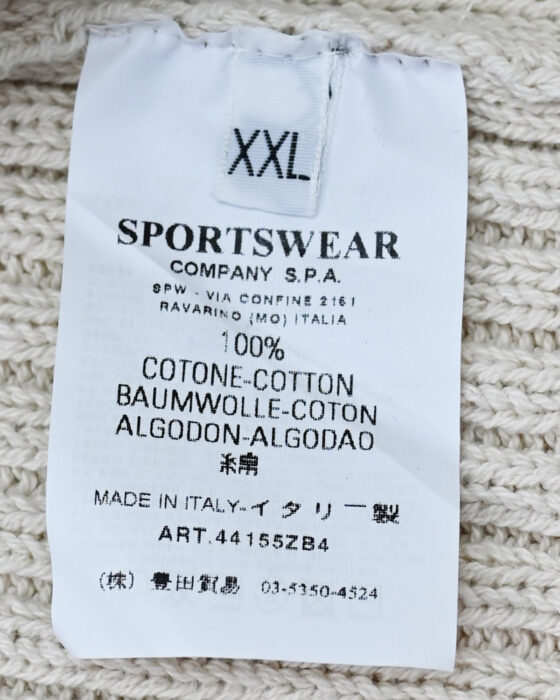 XXL
SPORTSWEAR
COMPANY S.P.A.
SPW - VIA CONFINE 2161
RAVARINO (MO) ITALIA
100%
COTONE-COTTON
BAUMWOLLE-COTON
ALGODON-ALGODAO
綿
MADE IN ITALY-イタリー製
ART.44155ZB4
(株) 豊田貿易 03-5350-4524